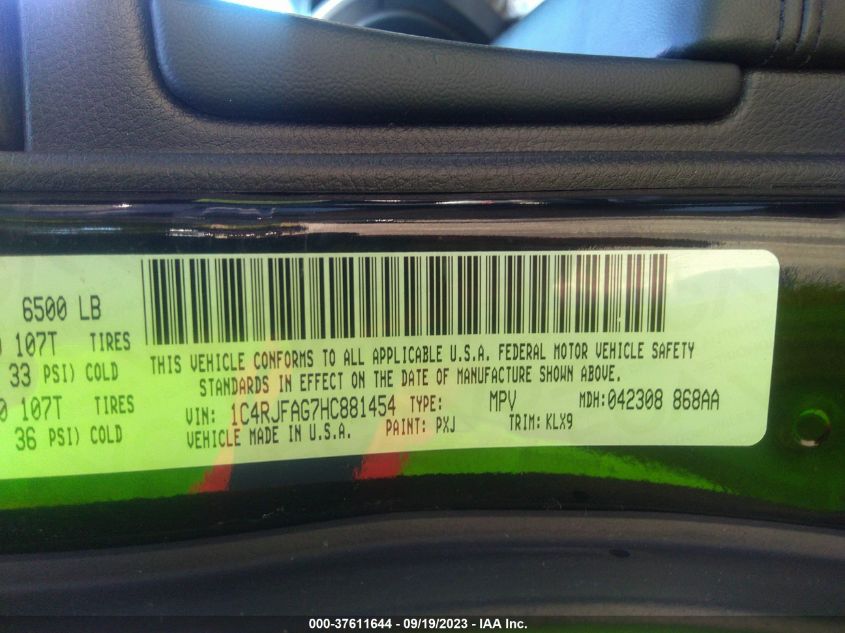 6500 LB
107T TIRES
33 PSI) COLD
0 107T
36 PSI) COLD
THIS VEHICLE CONFORMS TO ALL APPLICABLE U.S.A. FEDERAL MOTOR VEHICLE SAFETY
STANDARDS IN EFFECT ON THE DATE OF MANUFACTURE SHOWN ABOVE.
VIN: 1C4RJFAG7HC881454 TYPE: MPV MDH:042308 868AA
VEHICLE MADE IN U.S.A. PAINT: PXJ TRIM: KLX9
000-37611644 - 09/19/2023 - IAA Inc.